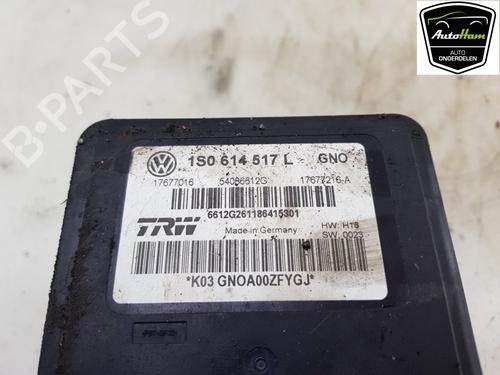 AutoHam
AUTO
ONDERDELEN
B-PARTS
1S0 614 517 L GNO
17677016 54086612G 17677216-A
6612G261186415301
TRW Made in Germany HW: H16
SW: 0023
*K03 GNOA00ZFYGJ*